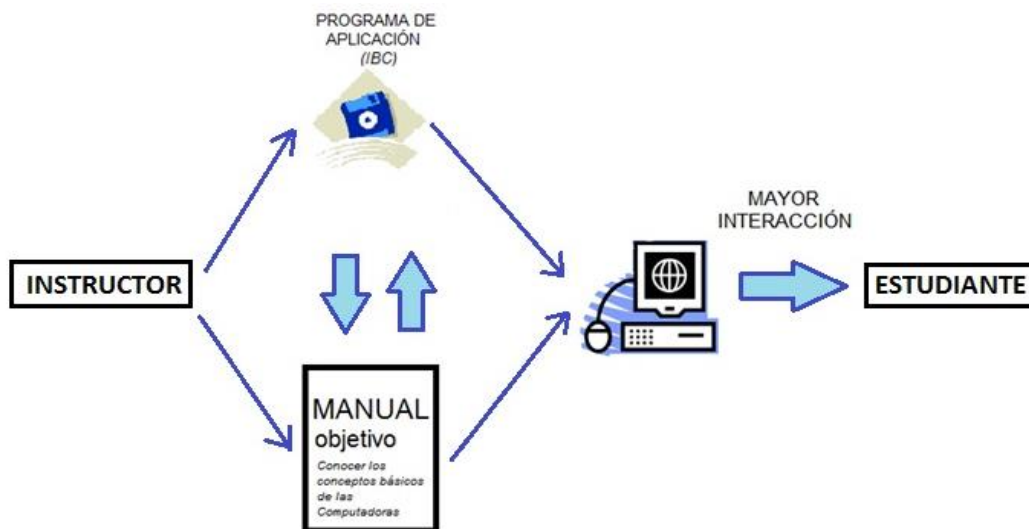 PROGRAMA DE
APLICACIÓN
(IBC)
MAYOR
INTERACCIÓN
INSTRUCTOR
ESTUDIANTE
MANUAL
objetivo
Conocer los
conceptos básicos
de las
Computadoras